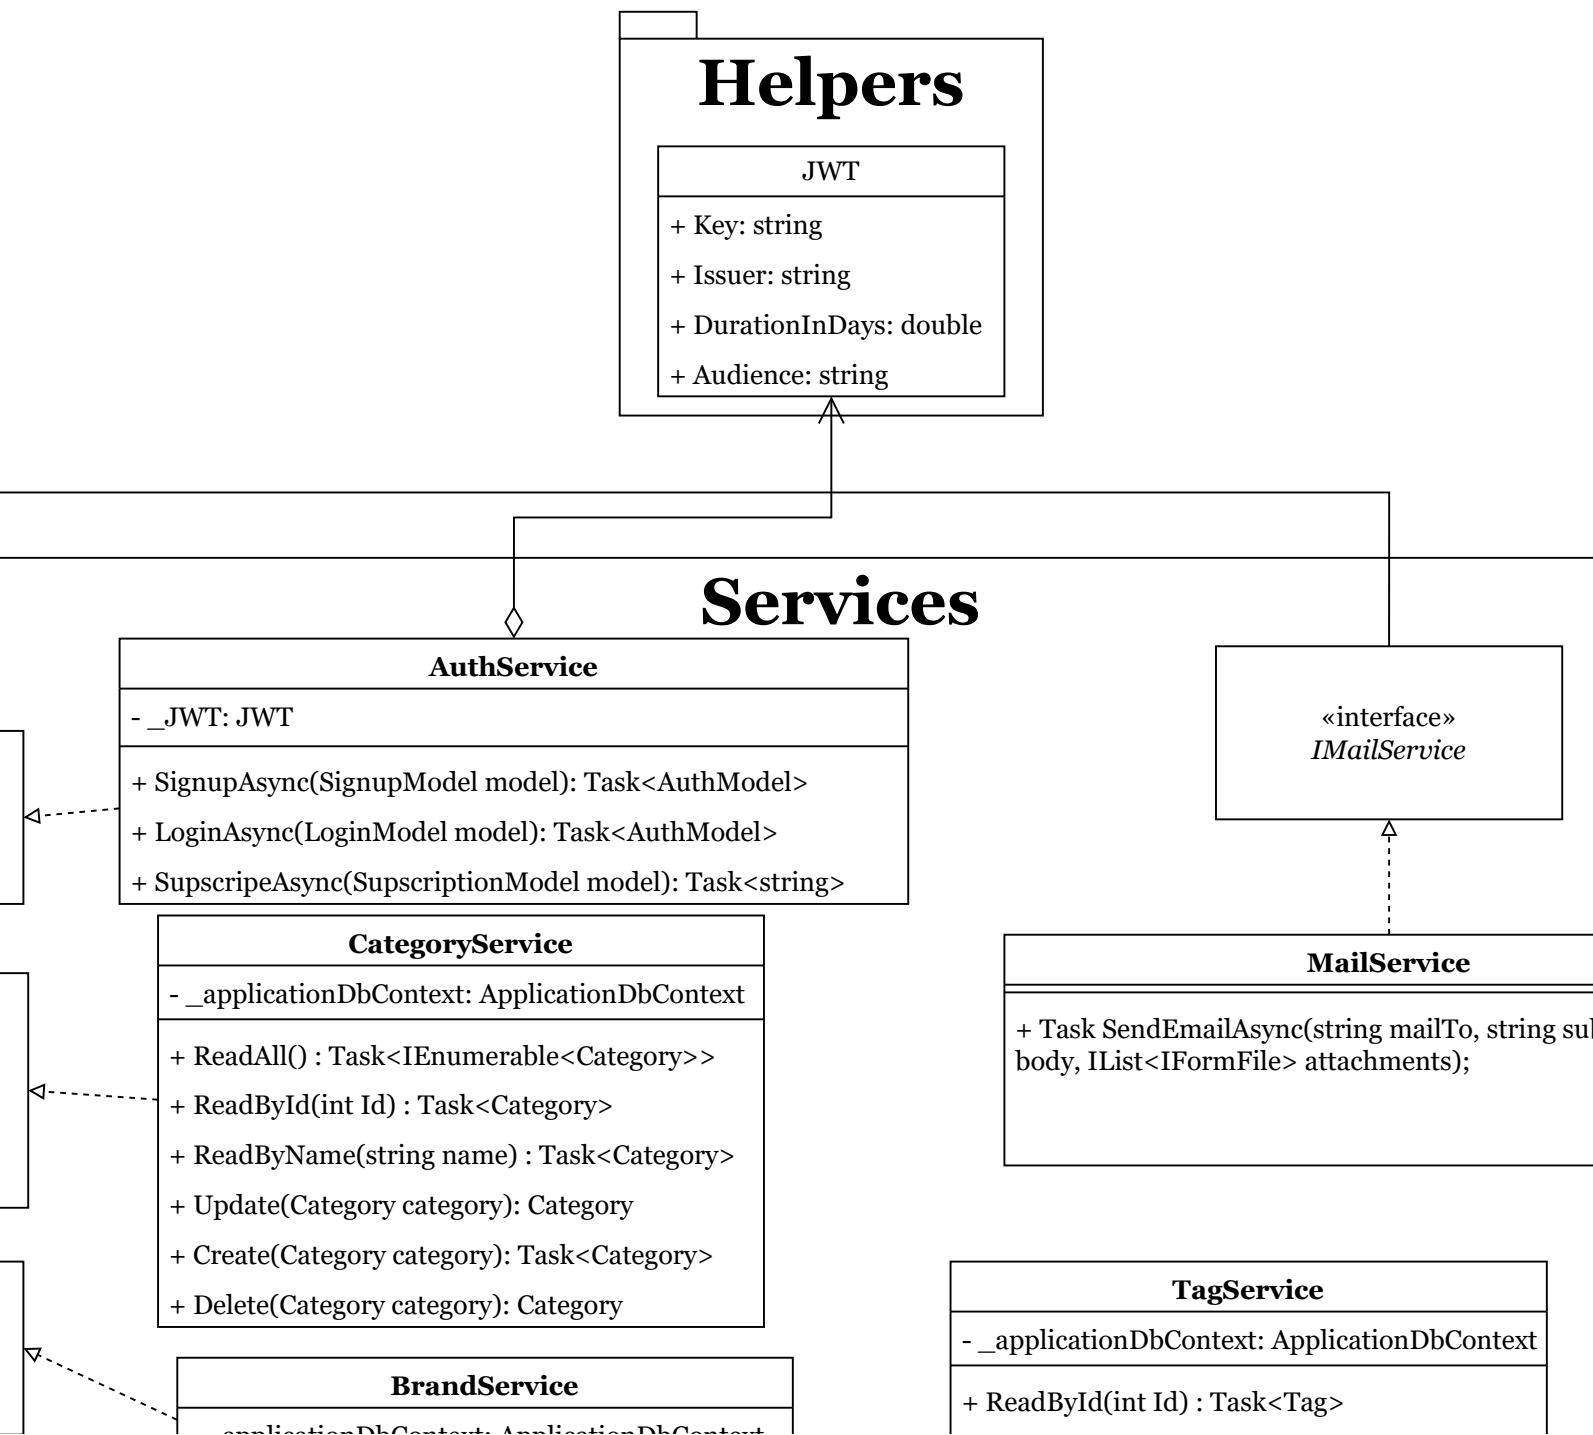 Helpers
JWT
+ Key: string
+ Issuer: string
+ DurationInDays: double
+ Audience: string
Services
AuthService
- _JWT: JWT
+ SignupAsync(SignupModel model): Task<AuthModel>
+ LoginAsync(LoginModel model): Task<AuthModel>
+ SupscripeAsync(SupscriptionModel model): Task<string>
«interface»
IMailService
CategoryService
- _applicationDbContext: ApplicationDbContext
+ ReadAll() : Task<IEnumerable<Category>>
+ ReadById(int Id) : Task<Category>
+ ReadByName(string name) : Task<Category>
+ Update(Category category): Category
+ Create(Category category): Task<Category>
+ Delete(Category category): Category
MailService
+ Task SendEmailAsync(string mailTo, string
body, IList<IFormFile> attachments);
TagService
- _applicationDbContext: ApplicationDbContext
+ ReadById(int Id) : Task<Tag>
BrandService
applicationDbContext: ApplicationDbContext